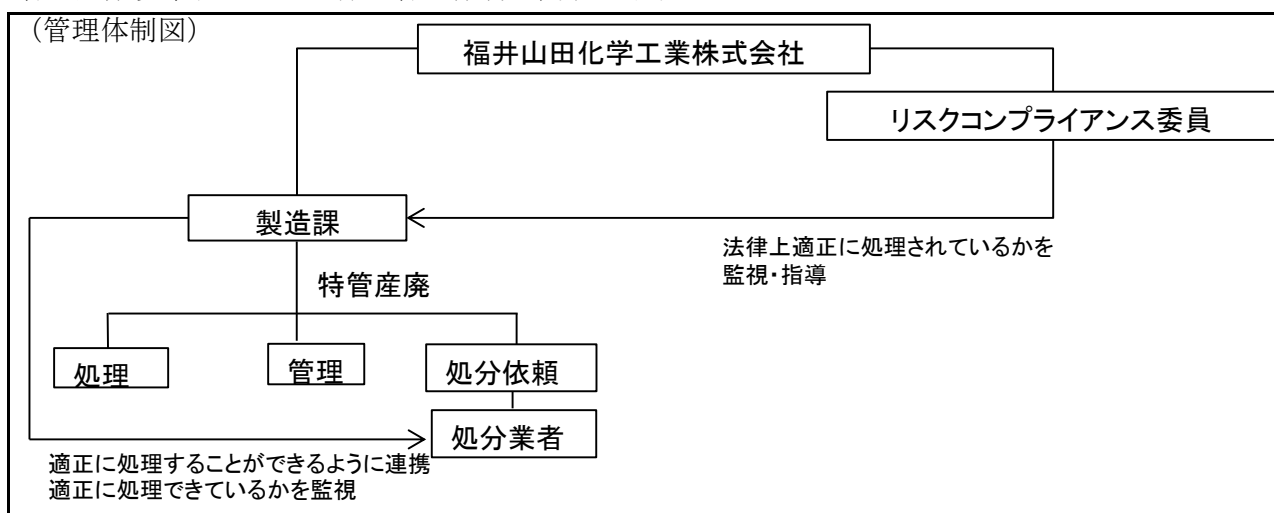 （管理体制図）
福井山田化学工業株式会社
リスクコンプライアンス委員
製造課
法律上適正に処理されているかを
監視・指導
特管産廃
処理
管理
処分依頼
処分業者
適正に処理することができるように連携
適正に処理できているかを監視